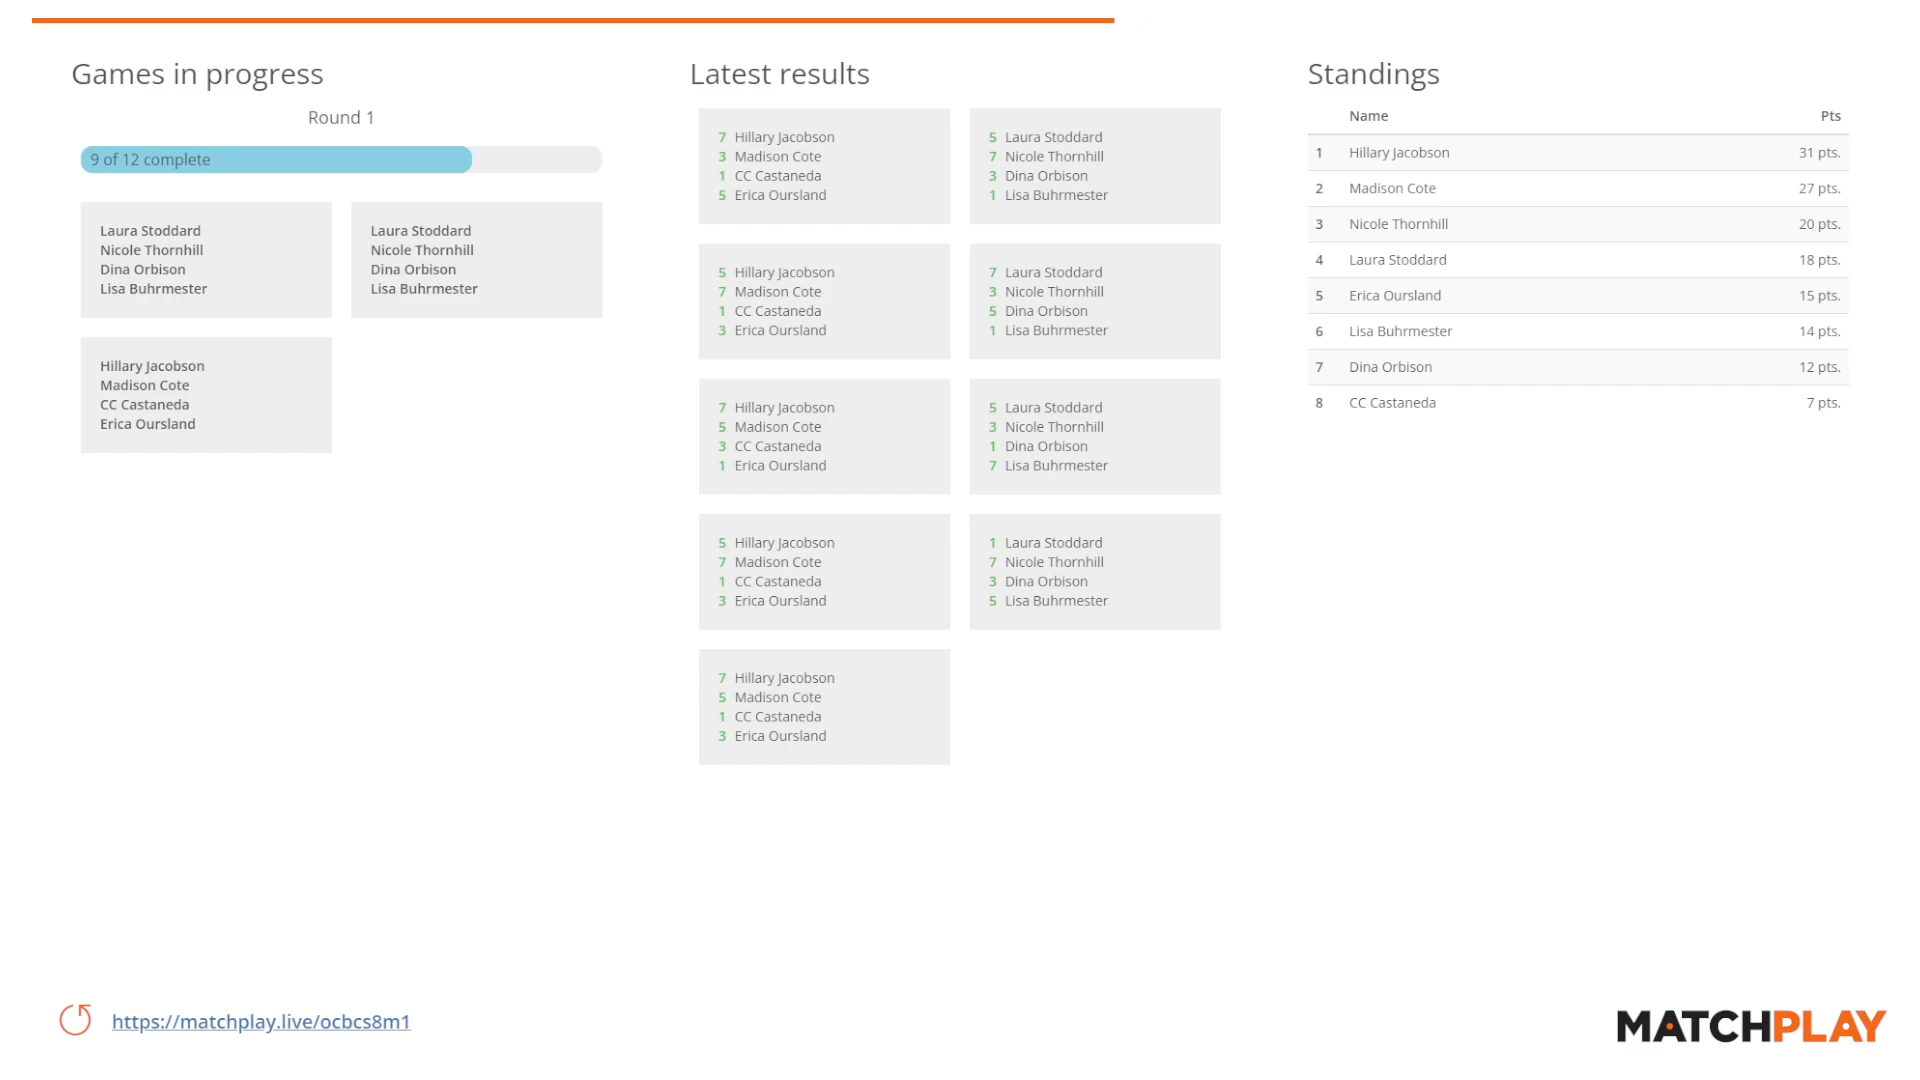 Games in progress
Round 1
9 of 12 complete
Laura Stoddard
Nicole Thornhill
Dina Orbison
Lisa Buhrmester
Laura Stoddard
Nicole Thornhill
Dina Orbison
Lisa Buhrmester
Hillary Jacobson
Madison Cote
CC Castaneda
Erica Oursland
Latest results
7 Hillary Jacobson
3 Madison Cote
1 CC Castaneda
5 Erica Oursland
5 Laura Stoddard
7 Nicole Thornhill
3 Dina Orbison
1 Lisa Buhrmester
5 Hillary Jacobson
7 Madison Cote
1 CC Castaneda
3 Erica Oursland
7 Laura Stoddard
3 Nicole Thornhill
5 Dina Orbison
1 Lisa Buhrmester
7 Hillary Jacobson
5 Madison Cote
3 CC Castaneda
1 Erica Oursland
5 Laura Stoddard
3 Nicole Thornhill
1 Dina Orbison
7 Lisa Buhrmester
5 Hillary Jacobson
7 Madison Cote
1 CC Castaneda
3 Erica Oursland
1 Laura Stoddard
7 Nicole Thornhill
3 Dina Orbison
5 Lisa Buhrmester
7 Hillary Jacobson
5 Madison Cote
1 CC Castaneda
3 Erica Oursland
Standings
Name Pts
1 Hillary Jacobson 31 pts.
2 Madison Cote 27 pts.
3 Nicole Thornhill 20 pts.
4 Laura Stoddard 18 pts.
5 Erica Oursland 15 pts.
6 Lisa Buhrmester 14 pts.
7 Dina Orbison 12 pts.
8 CC Castaneda 7 pts.
https://matchplay.live/ocbcs8m1
MATCHPLAY